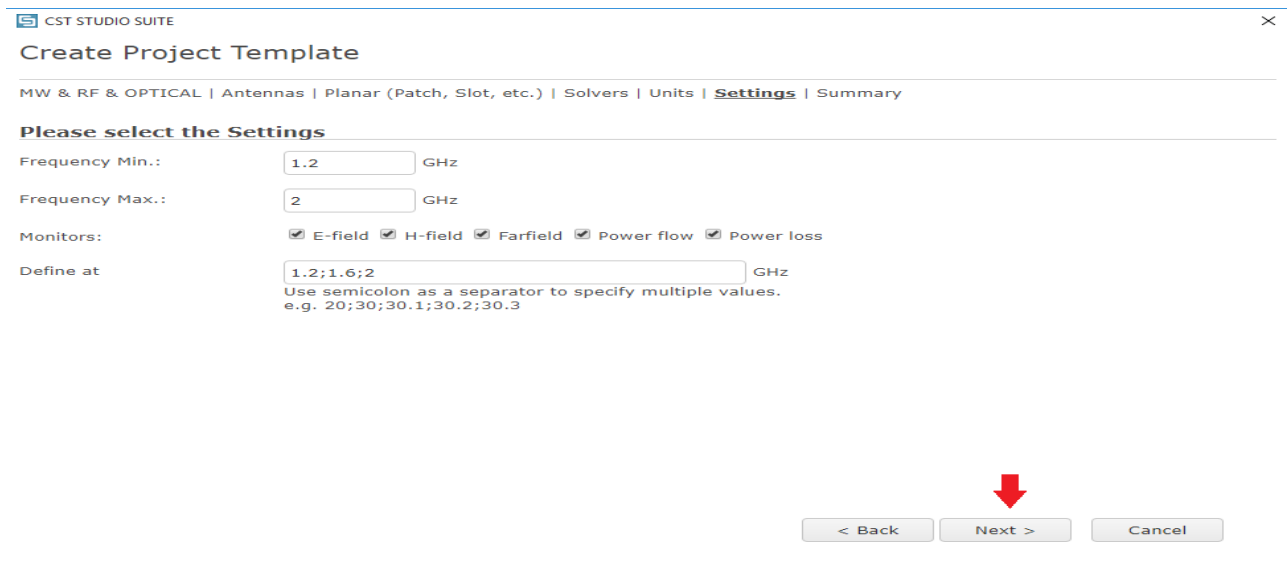 CST STUDIO SUITE
Create Project Template
MW & RF & OPTICAL | Antennas | Planar (Patch, Slot, etc.) | Solvers | Units | Settings | Summary
Please select the Settings
Frequency Min.: 1.2 GHz
Frequency Max.: 2 GHz
Monitors: E-field H-field Farfield Power flow Power loss
Define at 1.2;1.6;2 GHz
Use semicolon as a separator to specify multiple values.
e.g. 20;30;30.1;30.2;30.3
< Back Next > Cancel